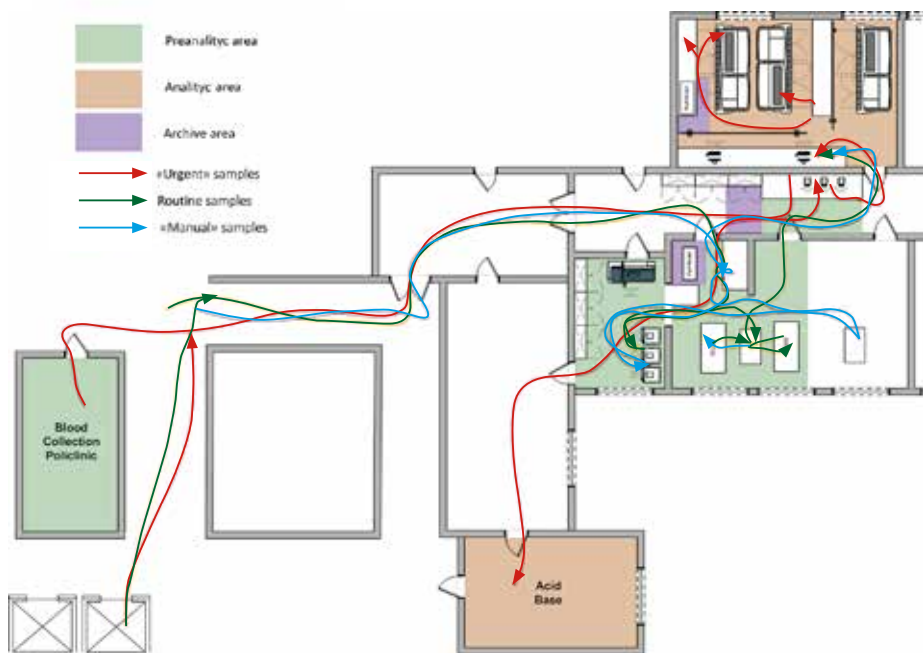 Preanalityc area
Analityc area
Archive area
«Urgent» samples
Routine samples
«Manual» samples
Blood
Collection
Policlinic
Acid
Base